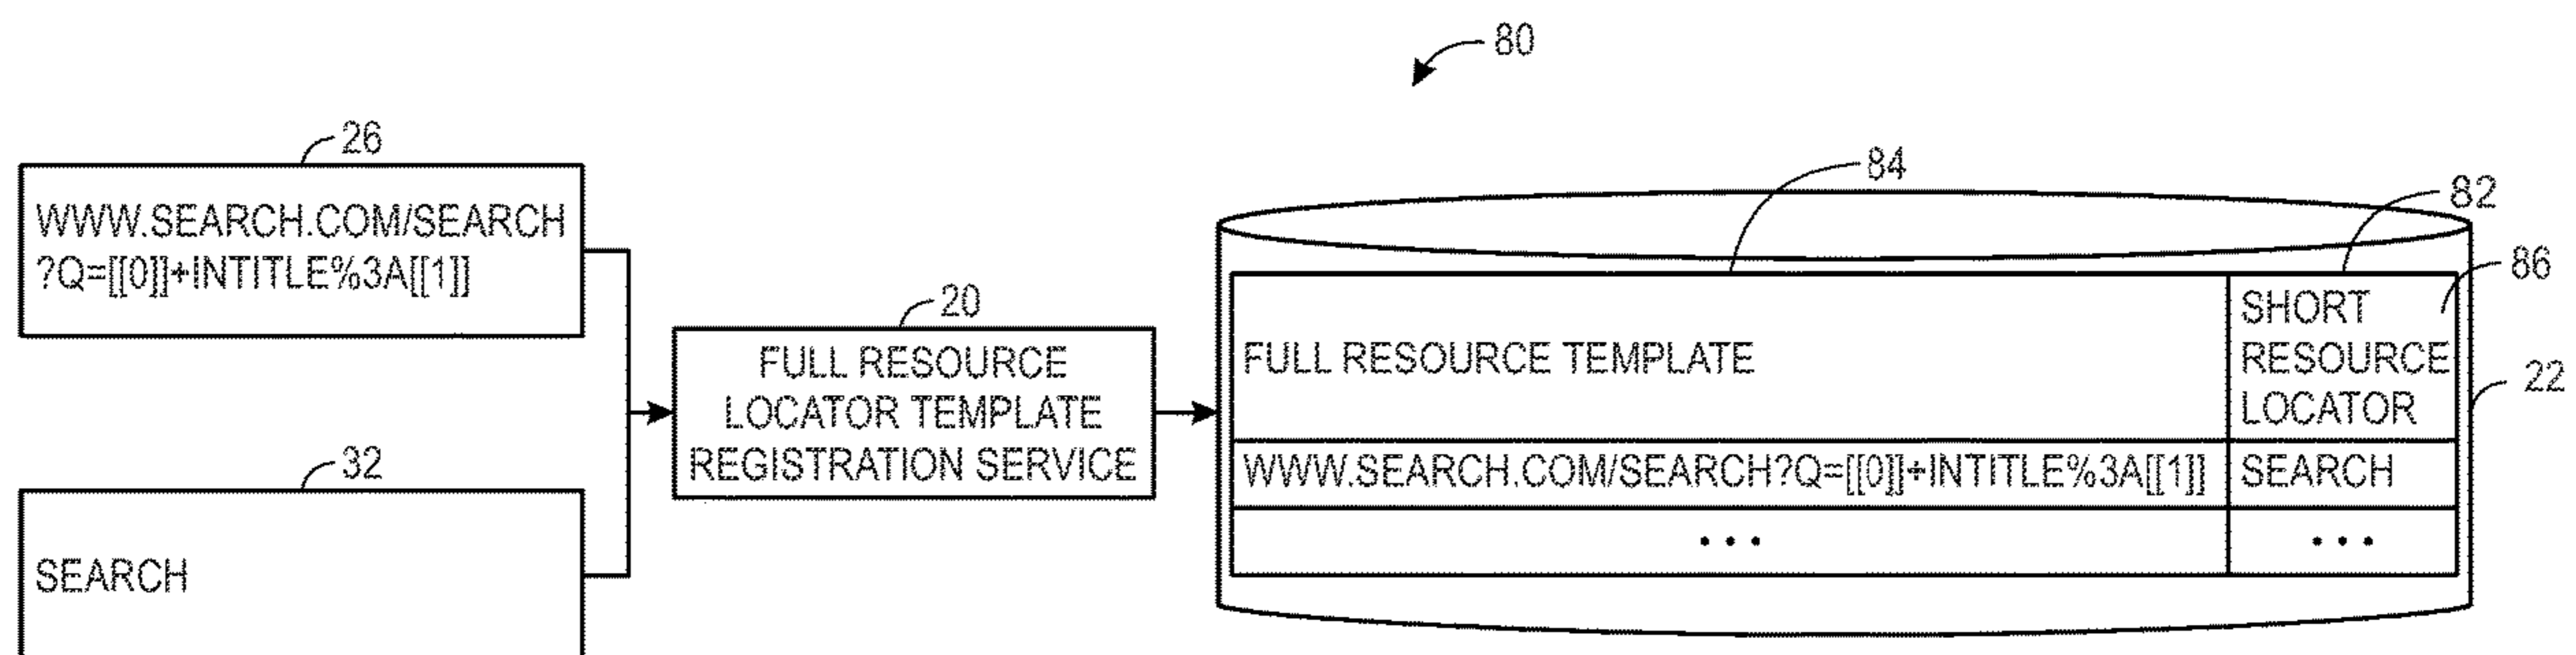 80
26
WWW.SEARCH.COM/SEARCH
?Q=[[0]]+INTITLE%3A[[1]]
32
SEARCH
20
FULL RESOURCE
LOCATOR TEMPLATE
REGISTRATION SERVICE
84
82
86
22
FULL RESOURCE TEMPLATE
SHORT
RESOURCE
LOCATOR
WWW.SEARCH.COM/SEARCH?Q=[[0]]+INTITLE%3A[[1]]
SEARCH
...
...